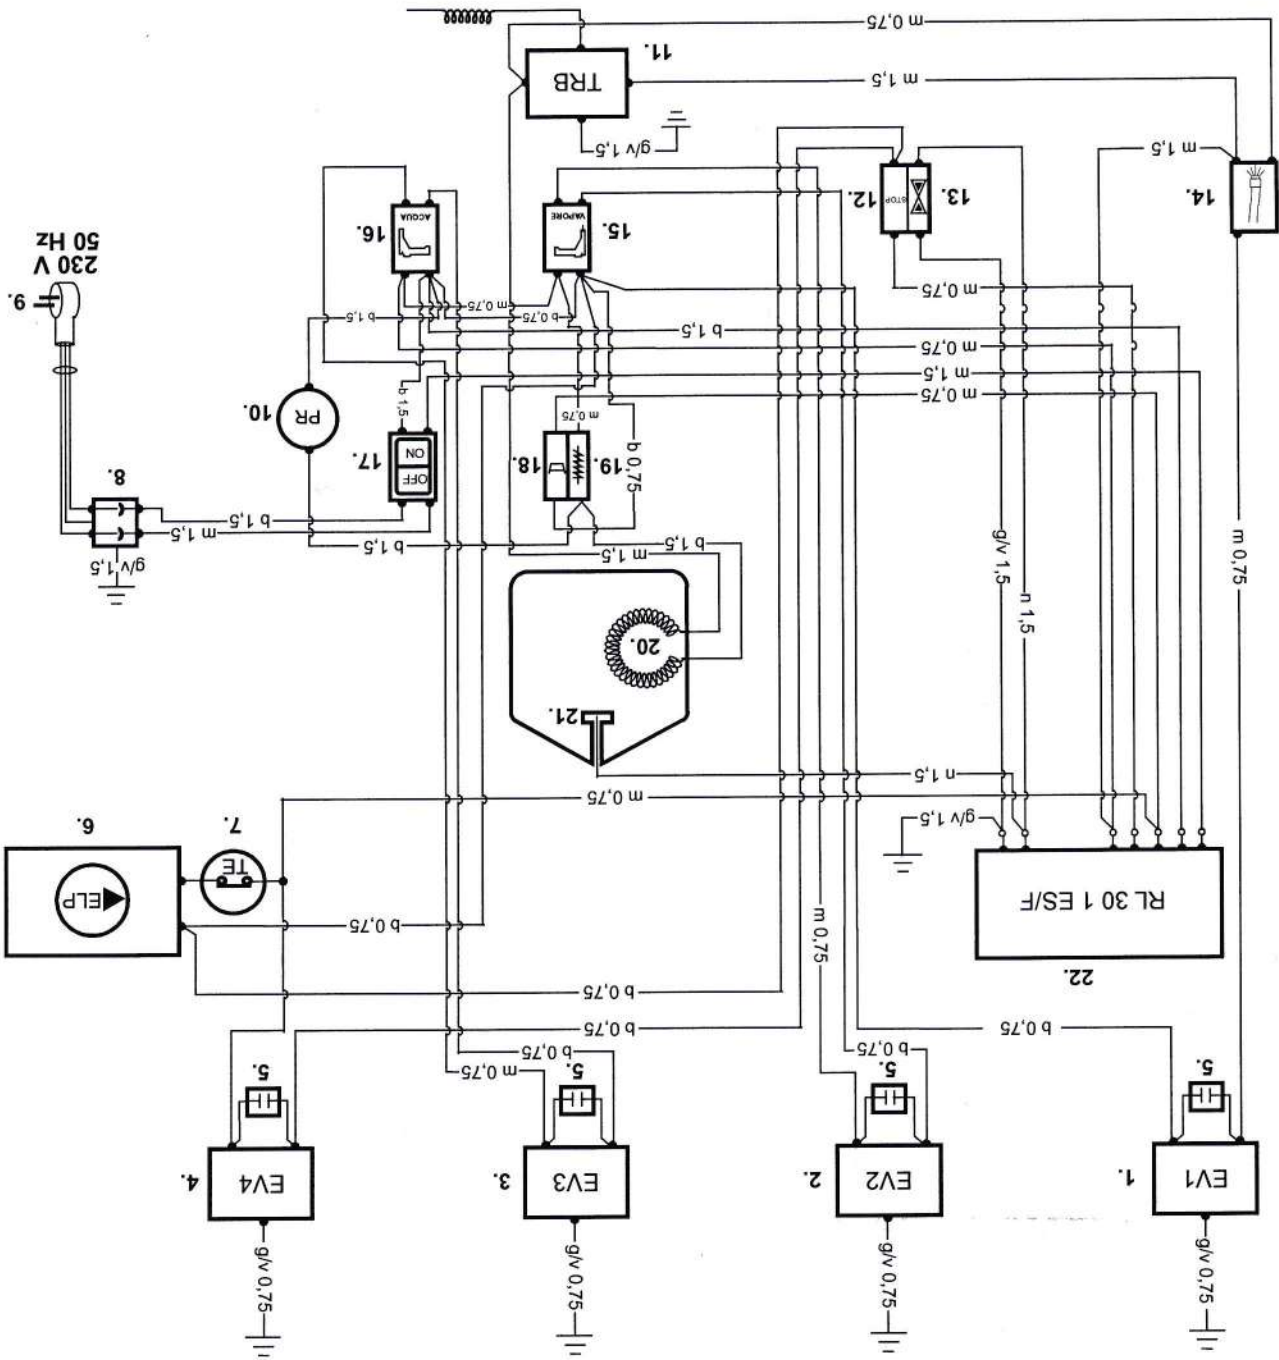 g/v 0,75
g/v 0,75
g/v 0,75
g/v 0,75
1. EV1
2. EV2
3. EV3
4. EV4
5.
5.
5.
5.
b 0,75
b 0,75
m 0,75
b 0,75
b 0,75
b 0,75
22.
RL 30 1 ES/F
m 0,75
b 0,75
ELP
TE
6.
7.
g/v 1,5
m 0,75
n 1,5
21.
20.
m 0,75
n 1,5
g/v 1,5
g/v 1,5
b 1,5
m 1,5
b 1,5
m 1,5
b 1,5
8.
b 0,75
19.
18.
17.
OFF
ON
10.
PR
m 0,75
b 1,5
m 0,75
m 1,5
m 0,75
b 1,5
b 0,75
b 1,5
m 0,75
m 0,75
9.
230 V
50 Hz
15.
VAPORE
16.
ACQUA
14.
13.
12.
STOP
m 1,5
g/v 1,5
m 1,5
TRB
11.
m 0,75